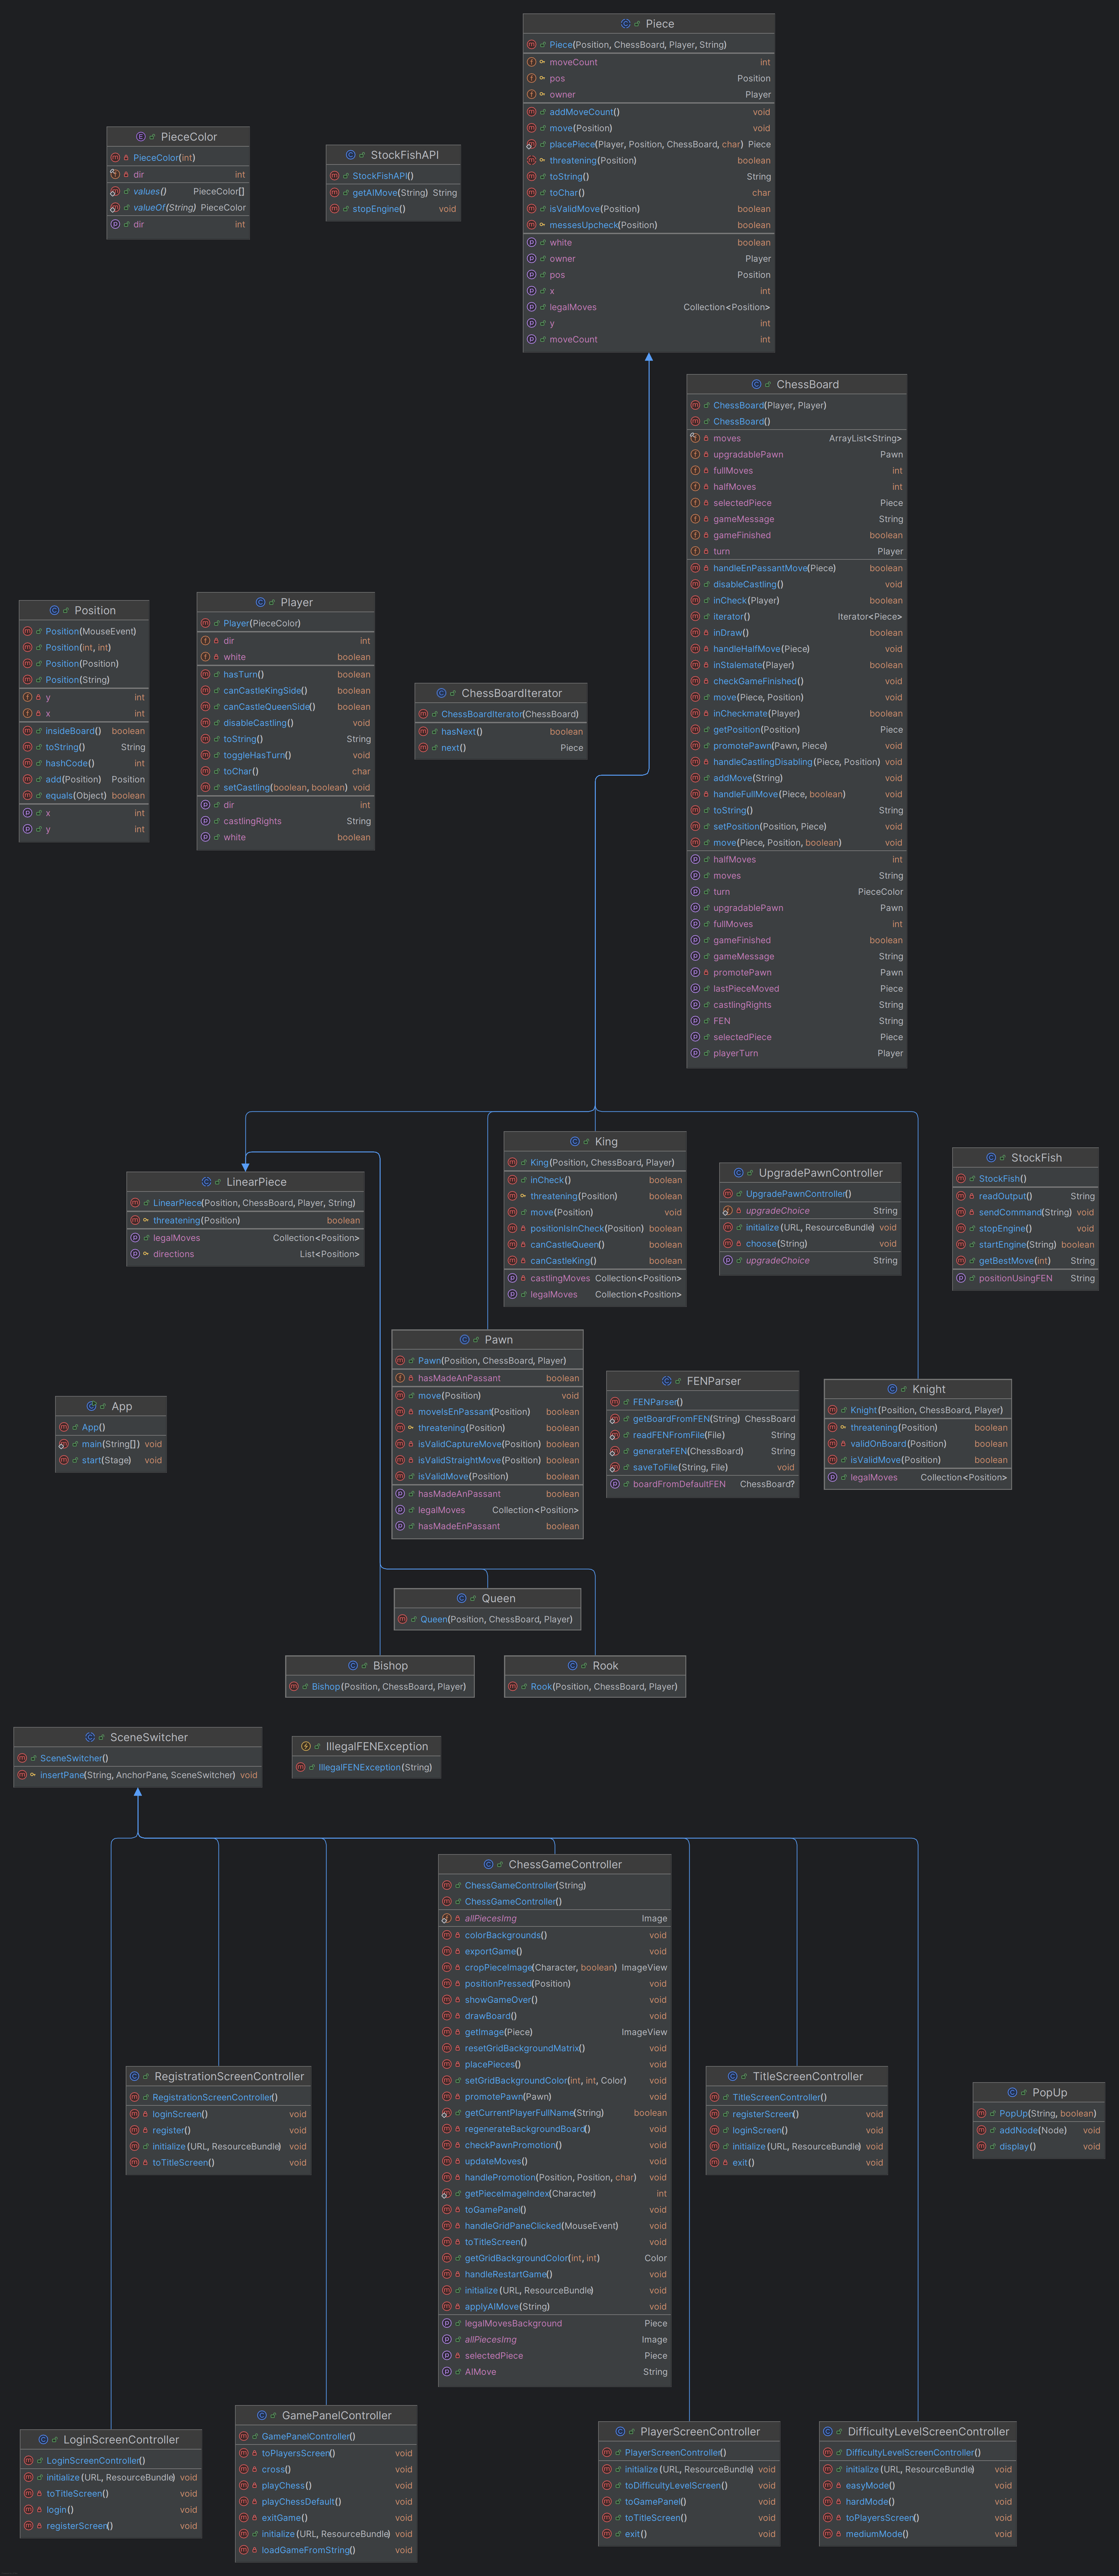 Piece
Piece(Position, ChessBoard, Player, String)
moveCount int
pos Position
owner Player
addMoveCount() void
move(Position) void
placePiece(Player, Position, ChessBoard, char) Piece
threatening(Position) boolean
toString() String
toChar() char
isValidMove(Position) boolean
messesUpcheck(Position) boolean
white boolean
owner Player
pos Position
x int
legalMoves Collection<Position>
y int
moveCount int
PieceColor
PieceColor(int)
dir int
values() PieceColor[]
valueOf(String) PieceColor
dir int
StockFishAPI
StockFishAPI()
getAIMove(String) String
stopEngine() void
ChessBoard
ChessBoard(Player, Player)
ChessBoard()
moves ArrayList<String>
upgradablePawn Pawn
fullMoves int
halfMoves int
selectedPiece Piece
gameMessage String
gameFinished boolean
turn Player
handleEnPassantMove(Piece) boolean
disableCastling() void
inCheck(Player) boolean
iterator() Iterator<Piece>
inDraw() boolean
handleHalfMove(Piece) void
inStalemate(Player) boolean
checkGameFinished() void
move(Piece, Position) void
inCheckmate(Player) boolean
getPosition(Position) Piece
promotePawn(Pawn, Piece) void
handleCastlingDisabling(Piece, Position) void
addMove(String) void
handleFullMove(Piece, boolean) void
toString() String
setPosition(Position, Piece) void
move(Piece, Position, boolean) void
halfMoves int
moves String
turn PieceColor
upgradablePawn Pawn
fullMoves int
gameFinished boolean
gameMessage String
promotePawn Pawn
lastPieceMoved Piece
castlingRights String
FEN String
selectedPiece Piece
playerTurn Player
Position
Position(MouseEvent)
Position(int, int)
Position(Position)
Position(String)
y int
x int
insideBoard() boolean
toString() String
hashCode() int
add(Position) Position
equals(Object) boolean
x int
y int
Player
Player(PieceColor)
dir int
white boolean
hasTurn() boolean
canCastleKingSide() boolean
canCastleQueenSide() boolean
disableCastling() void
toString() String
toggleHasTurn() void
toChar() char
setCastling(boolean, boolean) void
dir int
castlingRights String
white boolean
ChessBoardIterator
ChessBoardIterator(ChessBoard)
hasNext() boolean
next() Piece
LinearPiece
LinearPiece(Position, ChessBoard, Player, String)
threatening(Position) boolean
legalMoves Collection<Position>
directions List<Position>
King
King(Position, ChessBoard, Player)
inCheck() boolean
threatening(Position) boolean
move(Position) void
positionIsInCheck(Position) boolean
canCastleQueen() boolean
canCastleKing() boolean
castlingMoves Collection<Position>
legalMoves Collection<Position>
UpgradePawnController
UpgradePawnController()
upgradeChoice String
initialize(URL, ResourceBundle) void
choose(String) void
upgradeChoice String
StockFish
StockFish()
readOutput() String
sendCommand(String) void
stopEngine() void
startEngine(String) boolean
getBestMove(int) String
positionUsingFEN String
Pawn
Pawn(Position, ChessBoard, Player)
hasMadeAnPassant boolean
move(Position) void
moveIsEnPassant(Position) boolean
threatening(Position) boolean
isValidCaptureMove(Position) boolean
isValidStraightMove(Position) boolean
isValidMove(Position) boolean
hasMadeAnPassant boolean
legalMoves Collection<Position>
hasMadeEnPassant boolean
FENParser
FENParser()
getBoardFromFEN(String) ChessBoard
readFENFromFile(File) String
generateFEN(ChessBoard) String
saveToFile(String, File) void
boardFromDefaultFEN ChessBoard?
Knight
Knight(Position, ChessBoard, Player)
threatening(Position) boolean
validOnBoard(Position) boolean
isValidMove(Position) boolean
legalMoves Collection<Position>
App
App()
main(String[]) void
start(Stage) void
Queen
Queen(Position, ChessBoard, Player)
Bishop
Bishop(Position, ChessBoard, Player)
Rook
Rook(Position, ChessBoard, Player)
SceneSwitcher
SceneSwitcher()
insertPane(String, AnchorPane, SceneSwitcher) void
IllegalFENException
IllegalFENException(String)
ChessGameController
ChessGameController(String)
ChessGameController()
allPiecesImg Image
colorBackgrounds() void
exportGame() void
cropPieceImage(Character, boolean) ImageView
positionPressed(Position) void
showGameOver() void
drawBoard() void
getImage(Piece) ImageView
resetGridBackgroundMatrix() void
placePieces() void
setGridBackgroundColor(int, int, Color) void
promotePawn(Pawn) void
getCurrentPlayerFullName(String) boolean
regenerateBackgroundBoard() void
checkPawnPromotion() void
updateMoves() void
handlePromotion(Position, Position, char) void
getPieceImageIndex(Character) int
toGamePanel() void
handleGridPaneClicked(MouseEvent) void
toTitleScreen() void
getGridBackgroundColor(int, int) Color
handleRestartGame() void
initialize(URL, ResourceBundle) void
applyAIMove(String) void
legalMovesBackground Piece
allPiecesImg Image
selectedPiece Piece
AIMove String
RegistrationScreenController
RegistrationScreenController()
loginScreen() void
register() void
initialize(URL, ResourceBundle) void
toTitleScreen() void
TitleScreenController
TitleScreenController()
registerScreen() void
loginScreen() void
initialize(URL, ResourceBundle) void
exit() void
PopUp
PopUp(String, boolean)
addNode(Node) void
display() void
LoginScreenController
LoginScreenController()
initialize(URL, ResourceBundle) void
toTitleScreen() void
login() void
registerScreen() void
GamePanelController
GamePanelController()
toPlayersScreen() void
cross() void
playChess() void
playChessDefault() void
exitGame() void
initialize(URL, ResourceBundle) void
loadGameFromString() void
PlayerScreenController
PlayerScreenController()
initialize(URL, ResourceBundle) void
toDifficultyLevelScreen() void
toGamePanel() void
toTitleScreen() void
exit() void
DifficultyLevelScreenController
DifficultyLevelScreenController()
initialize(URL, ResourceBundle) void
easyMode() void
hardMode() void
toPlayersScreen() void
mediumMode() void